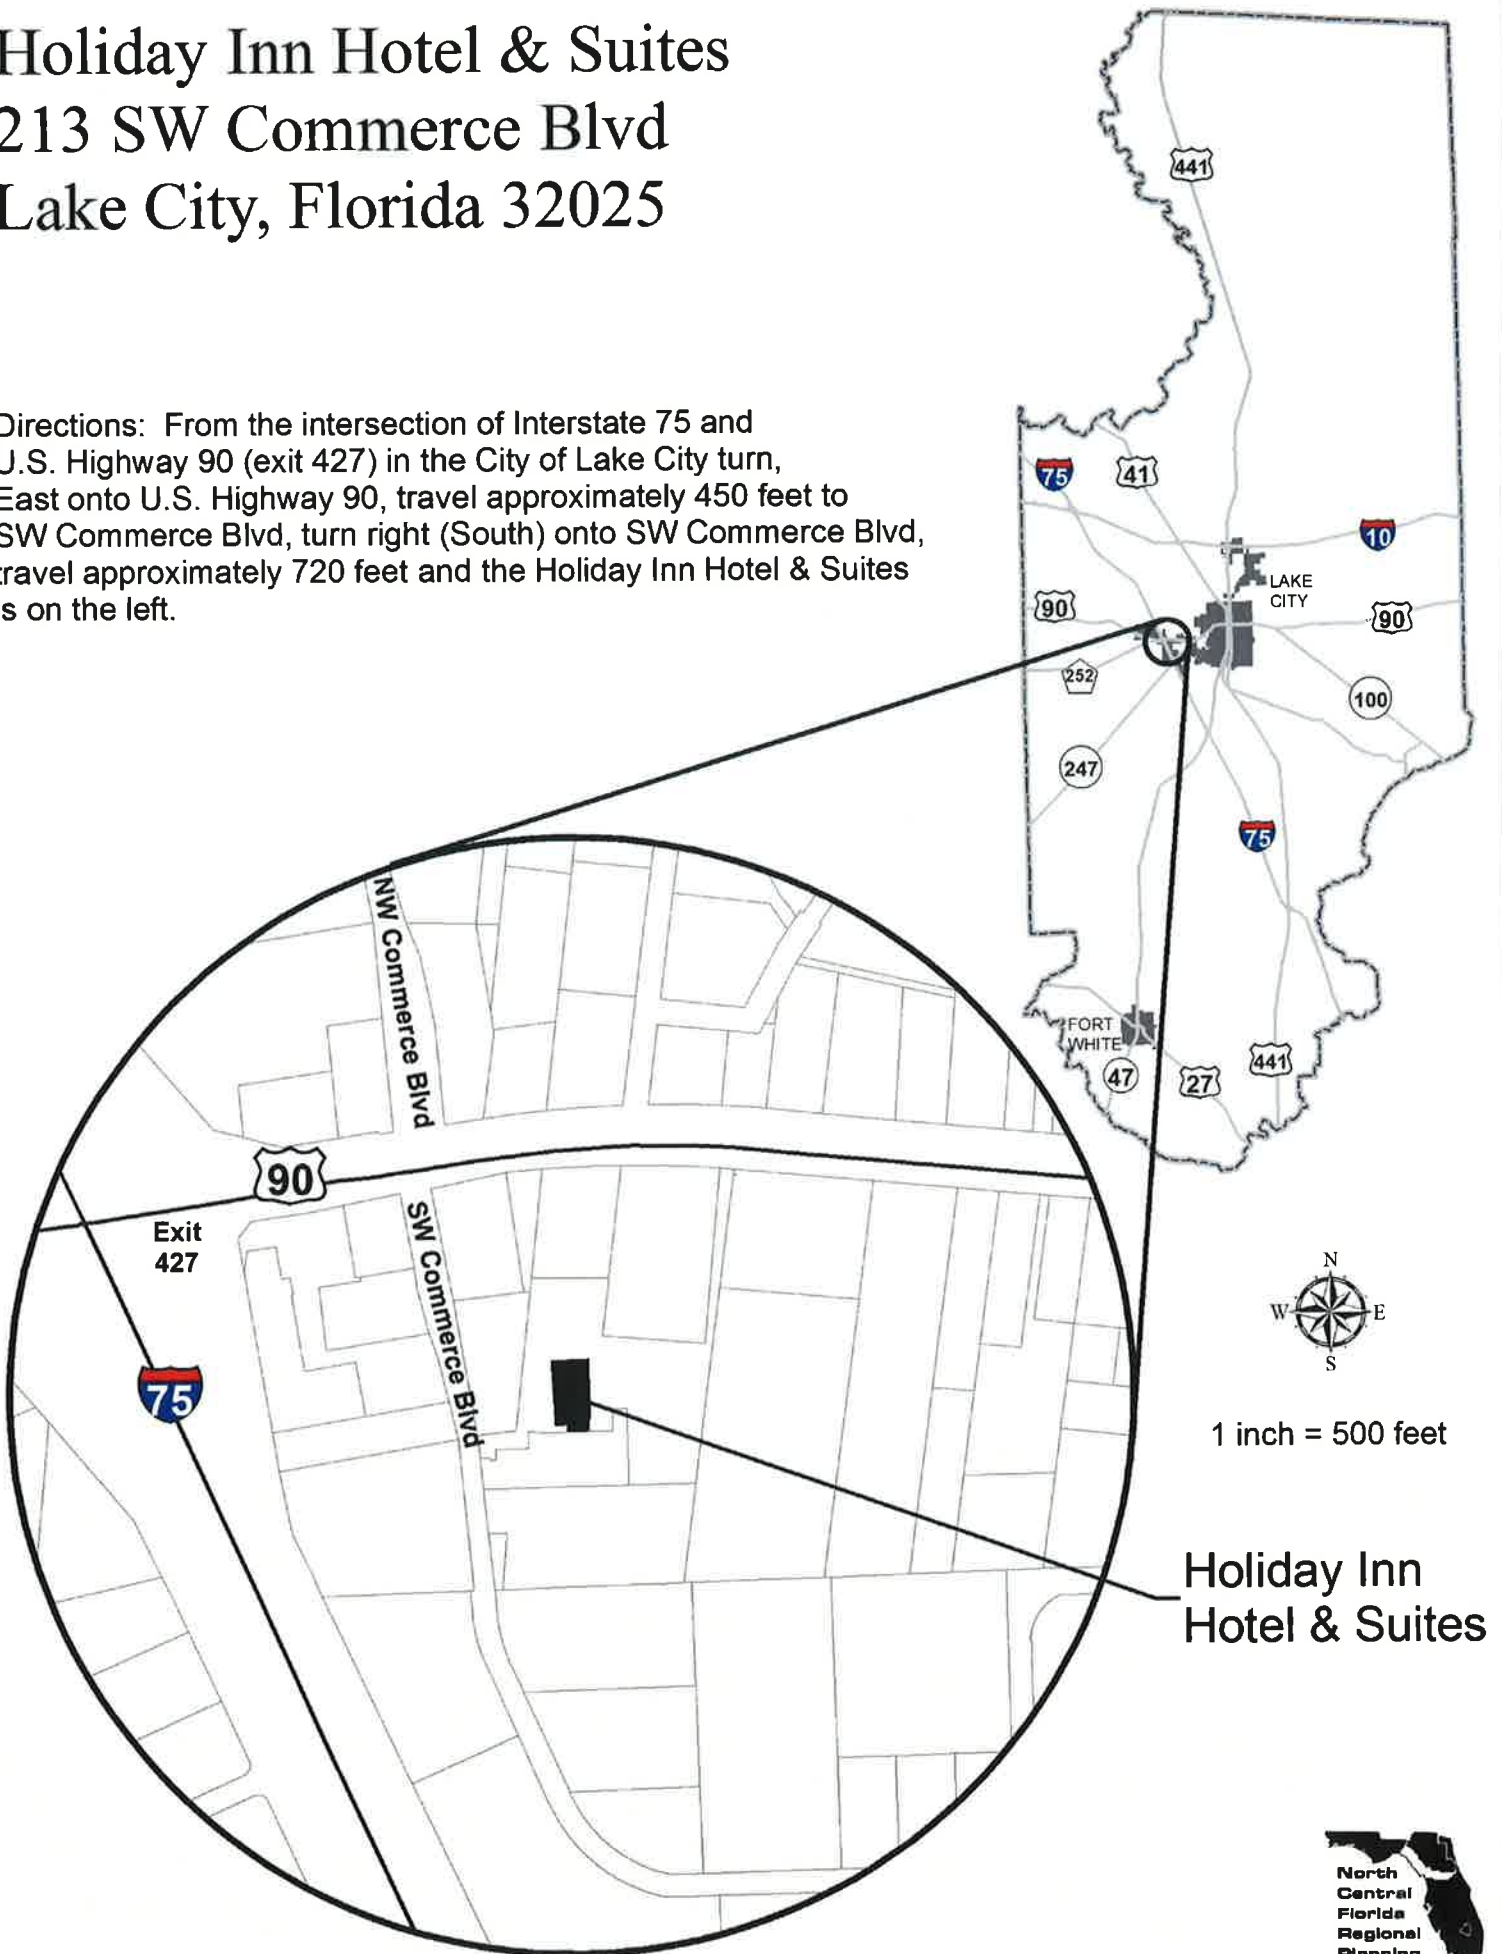 Holiday Inn Hotel & Suites
213 SW Commerce Blvd
Lake City, Florida 32025
Directions: From the intersection of Interstate 75 and
U.S. Highway 90 (exit 427) in the City of Lake City turn,
East onto U.S. Highway 90, travel approximately 450 feet to
SW Commerce Blvd, turn right (South) onto SW Commerce Blvd,
travel approximately 720 feet and the Holiday Inn Hotel & Suites
is on the left.
441
75
41
10
LAKE
CITY
90
90
252
100
247
75
FORT
WHITE
47
27
441
NW Commerce Blvd
90
Exit
427
SW Commerce Blvd
75
N
W
E
S
1 inch = 500 feet
Holiday Inn
Hotel & Suites
North
Central
Florida
Regional
Planning